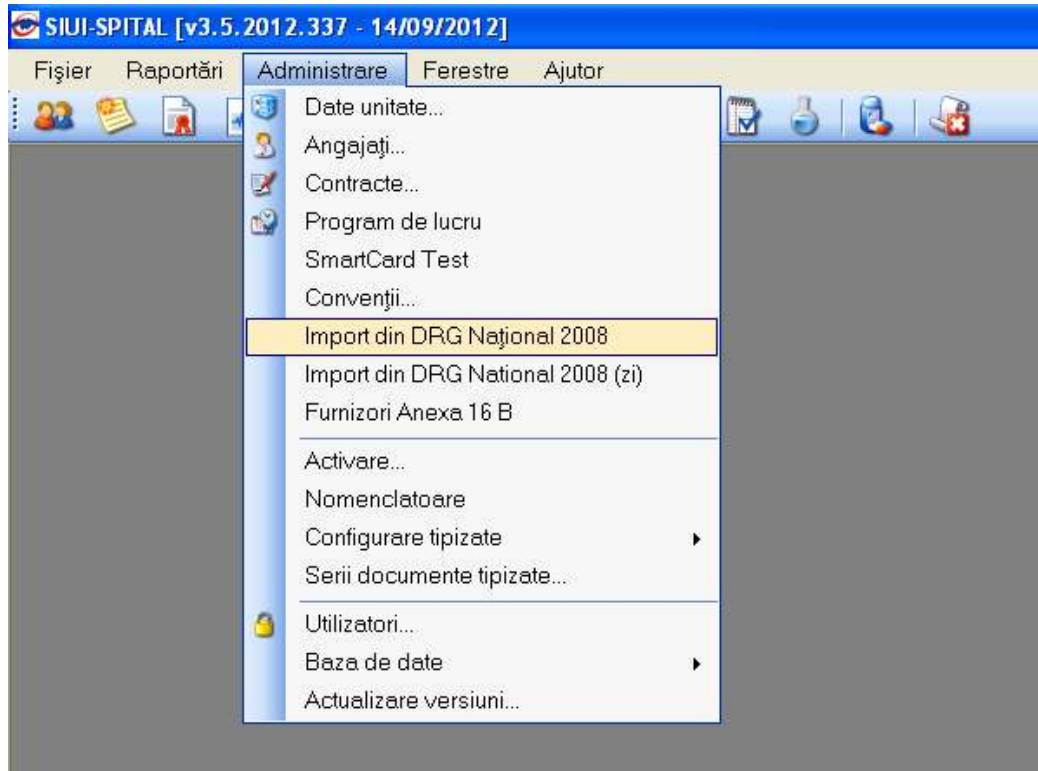 SIUI-SPITAL [v3.5.2012.337 - 14/09/2012]
Fişier Raportări Administrare Ferestre Ajutor
Date unitate...
Angajaţi...
Contracte...
Program de lucru
SmartCard Test
Convenţii...
Import din DRG Naţional 2008
Import din DRG National 2008 (zi)
Furnizori Anexa 16 B
Activare...
Nomenclatoare
Configurare tipizate
Serii documente tipizate...
Utilizatori...
Baza de date
Actualizare versiuni...